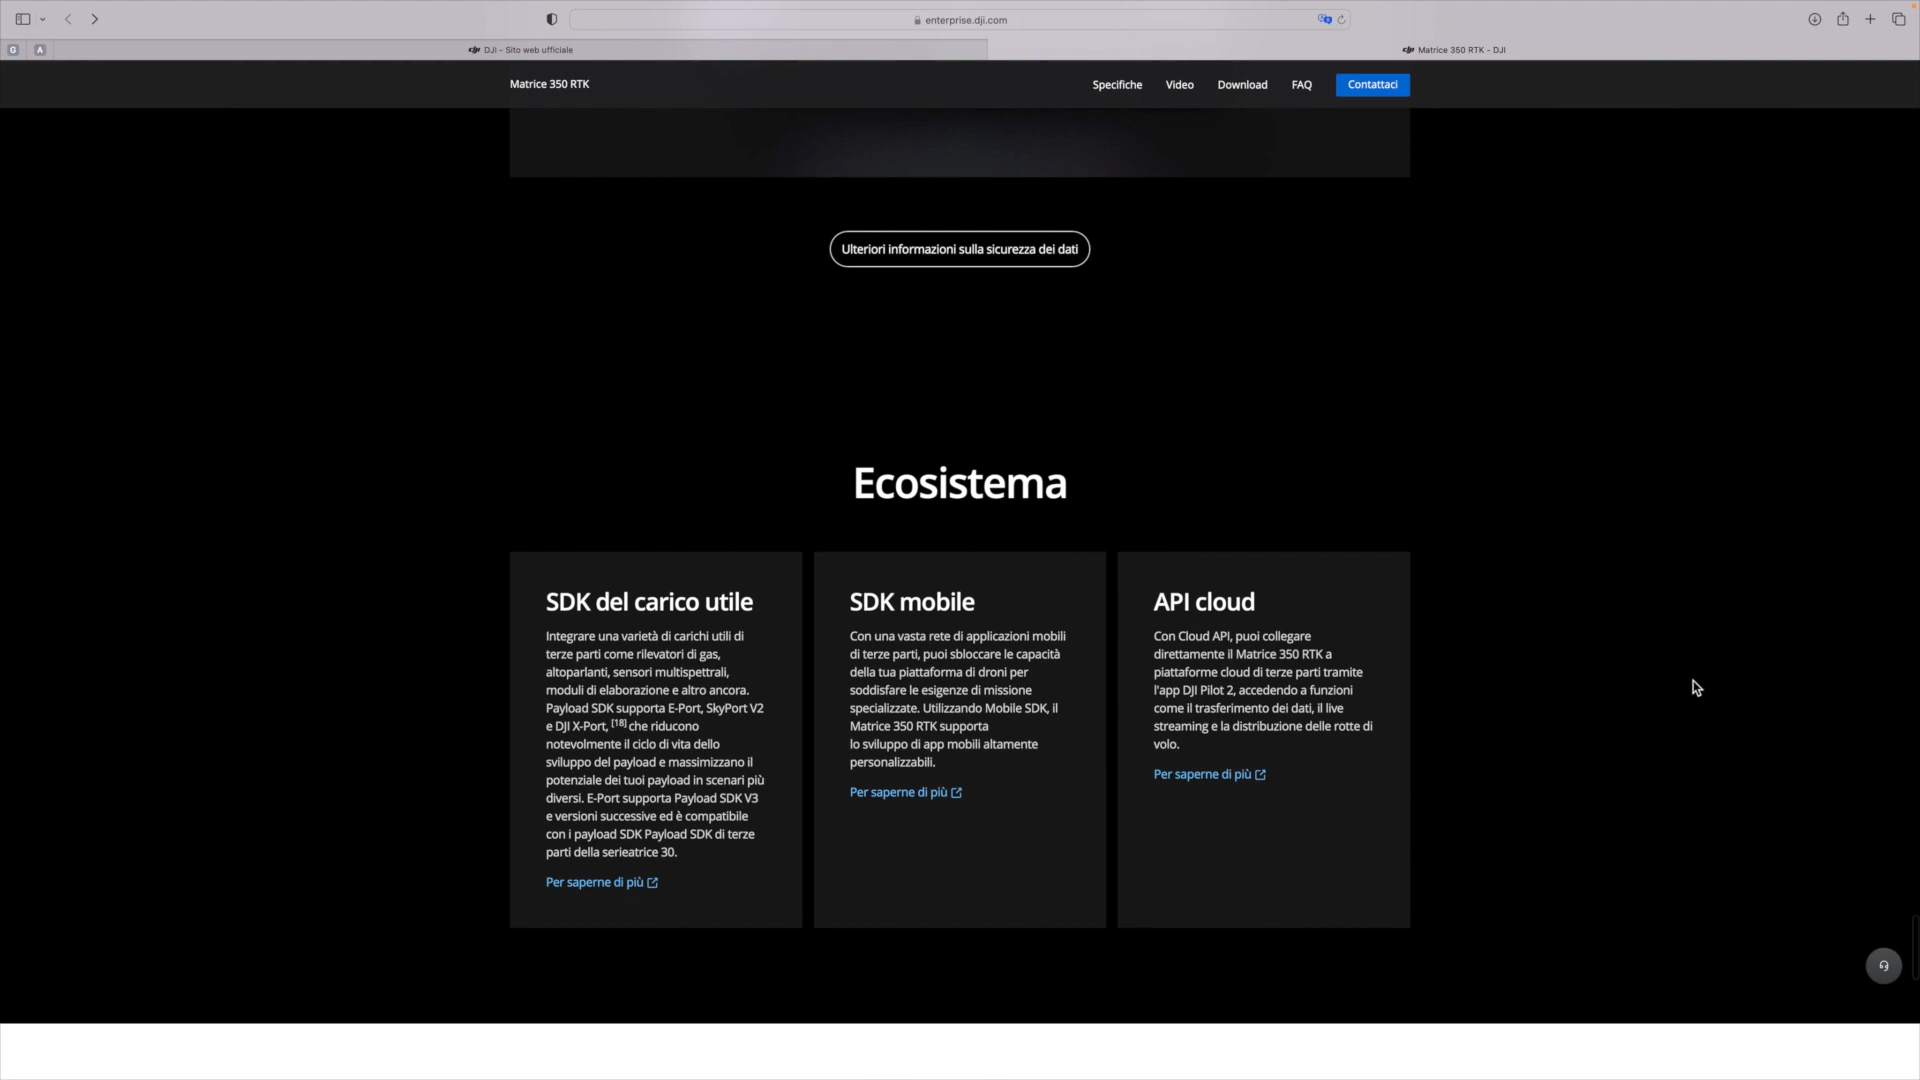 enterprise.dji.com
G
A
DJI - Sito web ufficiale
Matrice 350 RTK - DJI
Matrice 350 RTK
Specifiche
Video
Download
FAQ
Contattaci
Ulteriori informazioni sulla sicurezza dei dati
Ecosistema
SDK del carico utile
Integrare una varietà di carichi utili di
terze parti come rilevatori di gas,
altoparlanti, sensori multispettrali,
moduli di elaborazione e altro ancora.
Payload SDK supporta E-Port, SkyPort V2
e DJI X-Port, [18] che riducono
notevolmente il ciclo di vita dello
sviluppo del payload e massimizzano il
potenziale dei tuoi payload in scenari più
diversi. E-Port supporta Payload SDK V3
e versioni successive ed è compatibile
con i payload SDK Payload SDK di terze
parti della serieatrice 30.
Per saperne di più
SDK mobile
Con una vasta rete di applicazioni mobili
di terze parti, puoi sbloccare le capacità
della tua piattaforma di droni per
soddisfare le esigenze di missione
specializzate. Utilizzando Mobile SDK, il
Matrice 350 RTK supporta
lo sviluppo di app mobili altamente
personalizzabili.
Per saperne di più
API cloud
Con Cloud API, puoi collegare
direttamente il Matrice 350 RTK a
piattaforme cloud di terze parti tramite
l'app DJI Pilot 2, accedendo a funzioni
come il trasferimento dei dati, il live
streaming e la distribuzione delle rotte di
volo.
Per saperne di più